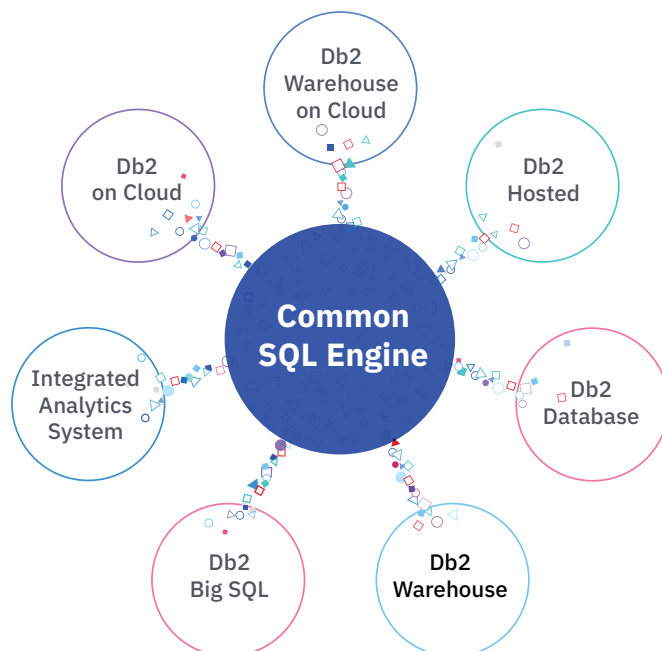 Db2
Warehouse
on Cloud
Db2
on Cloud
Db2
Hosted
Common
SQL Engine
Integrated
Analytics
System
Db2
Database
Db2
Big SQL
Db2
Warehouse